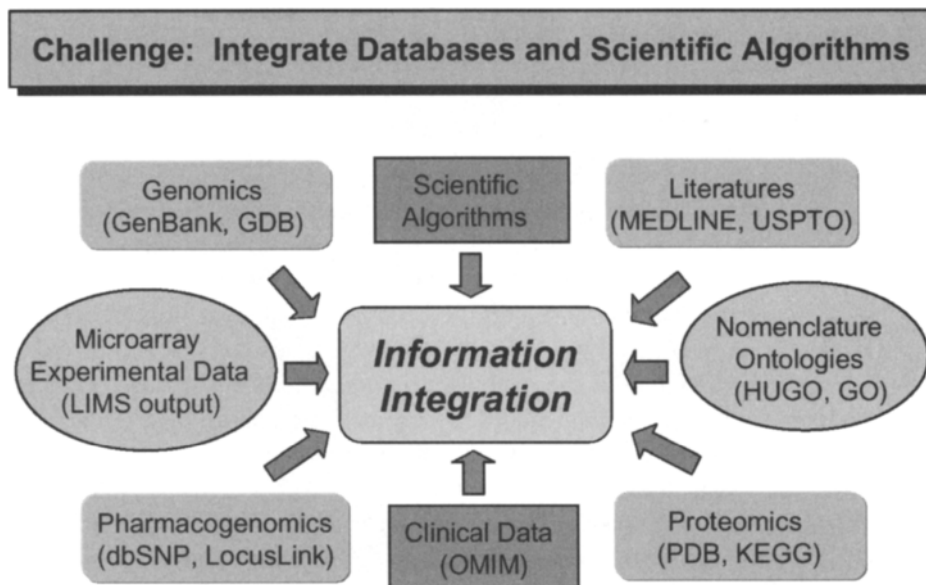 Challenge: Integrate Databases and Scientific Algorithms
Genomics
(GenBank, GDB)
Scientific
Algorithms
Literatures
(MEDLINE, USPTO)
Microarray
Experimental Data
(LIMS output)
Information
Integration
Nomenclature
Ontologies
(HUGO, GO)
Pharmacogenomics
(dbSNP, LocusLink)
Clinical Data
(OMIM)
Proteomics
(PDB, KEGG)